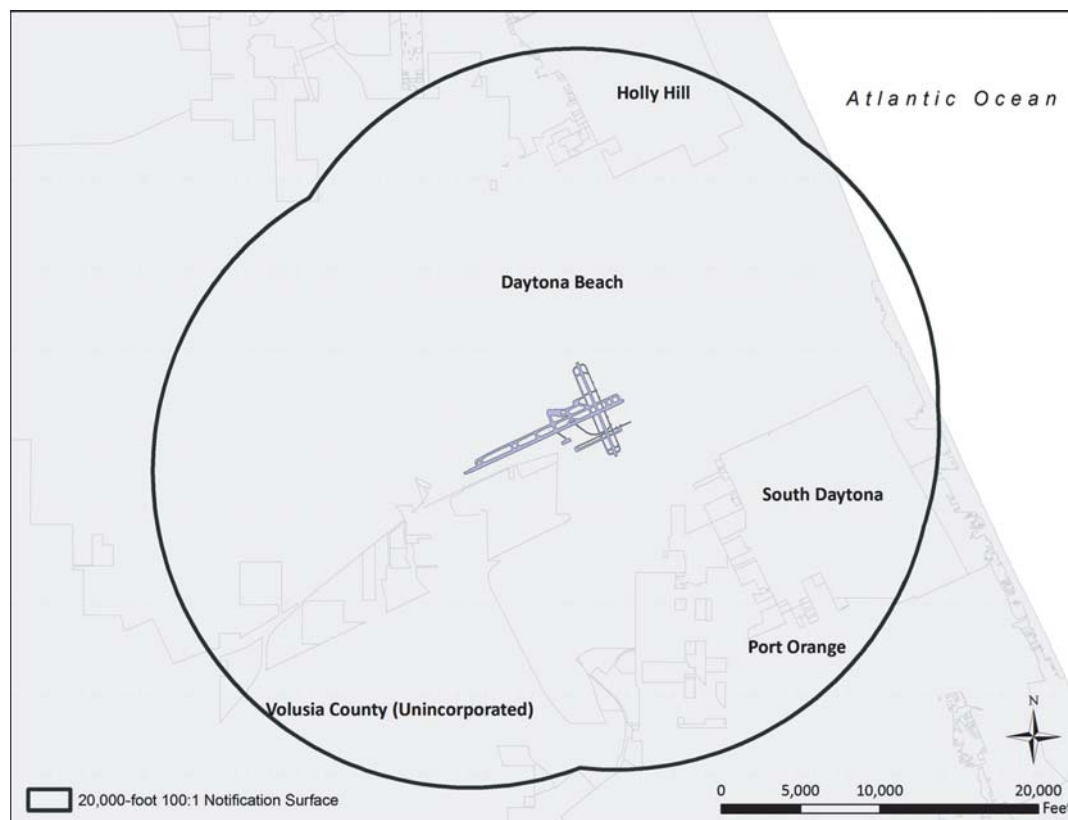 Holly Hill
Atlantic Ocean
Daytona Beach
South Daytona
Port Orange
Volusia County (Unincorporated)
N
20,000-foot 100:1 Notification Surface
0 5,000 10,000 20,000
Feet